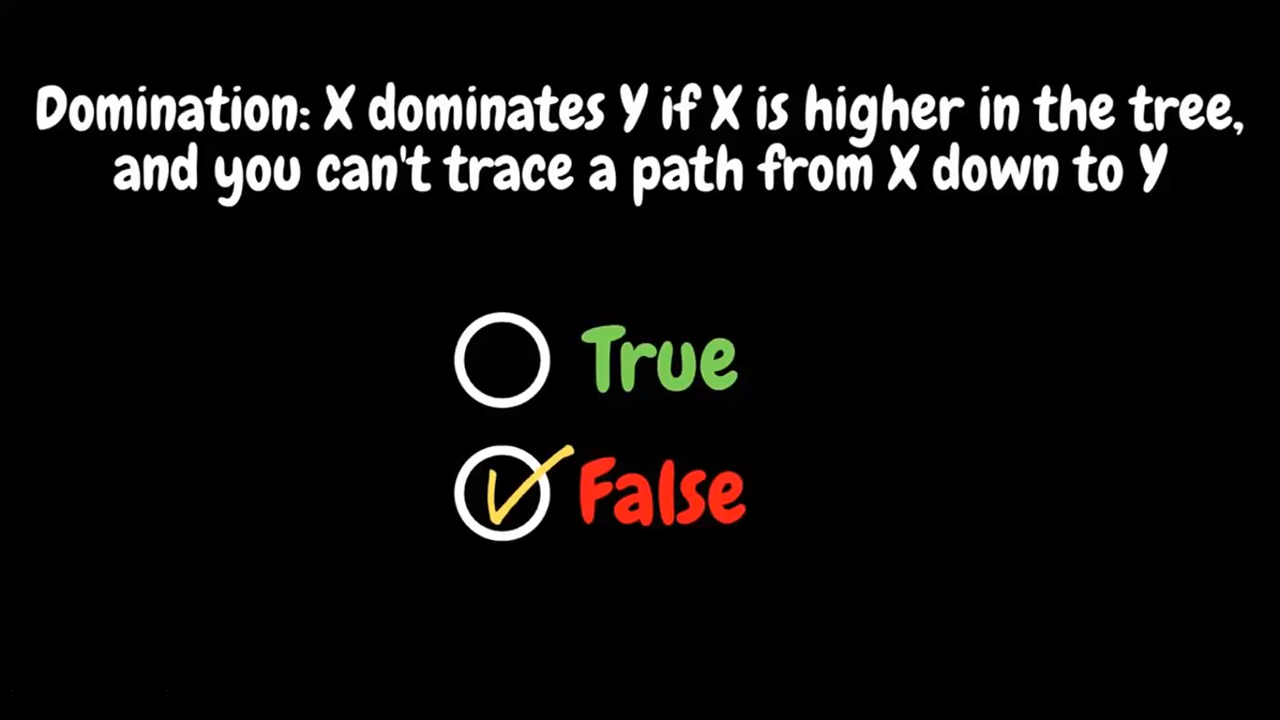 Domination: X dominates Y if X is higher in the tree,
and you can't trace a path from X down to Y
True
False